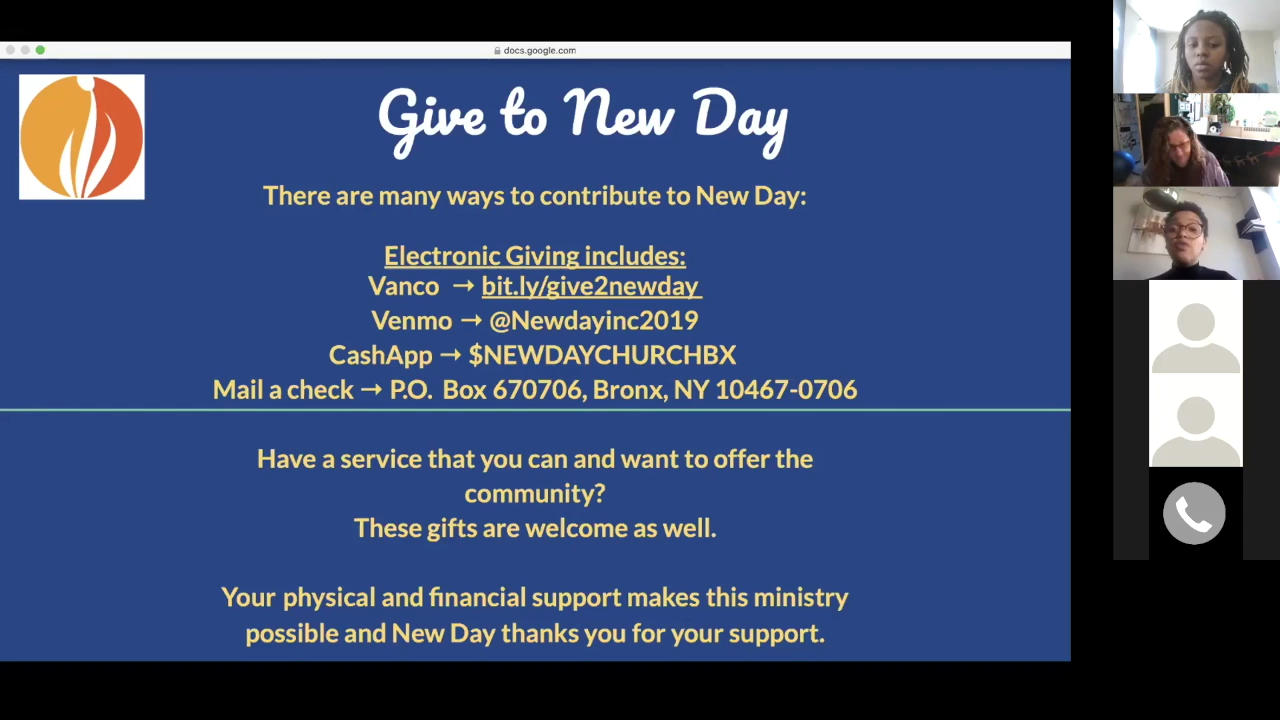 docs.google.com
Give to New Day
There are many ways to contribute to New Day:
Electronic Giving includes:
Vanco → bit.ly/give2newday
Venmo → @Newdayinc2019
CashApp → $NEWDAYCHURCHBX
Mail a check → P.O. Box 670706, Bronx, NY 10467-0706
Have a service that you can and want to offer the
community?
These gifts are welcome as well.
Your physical and financial support makes this ministry
possible and New Day thanks you for your support.